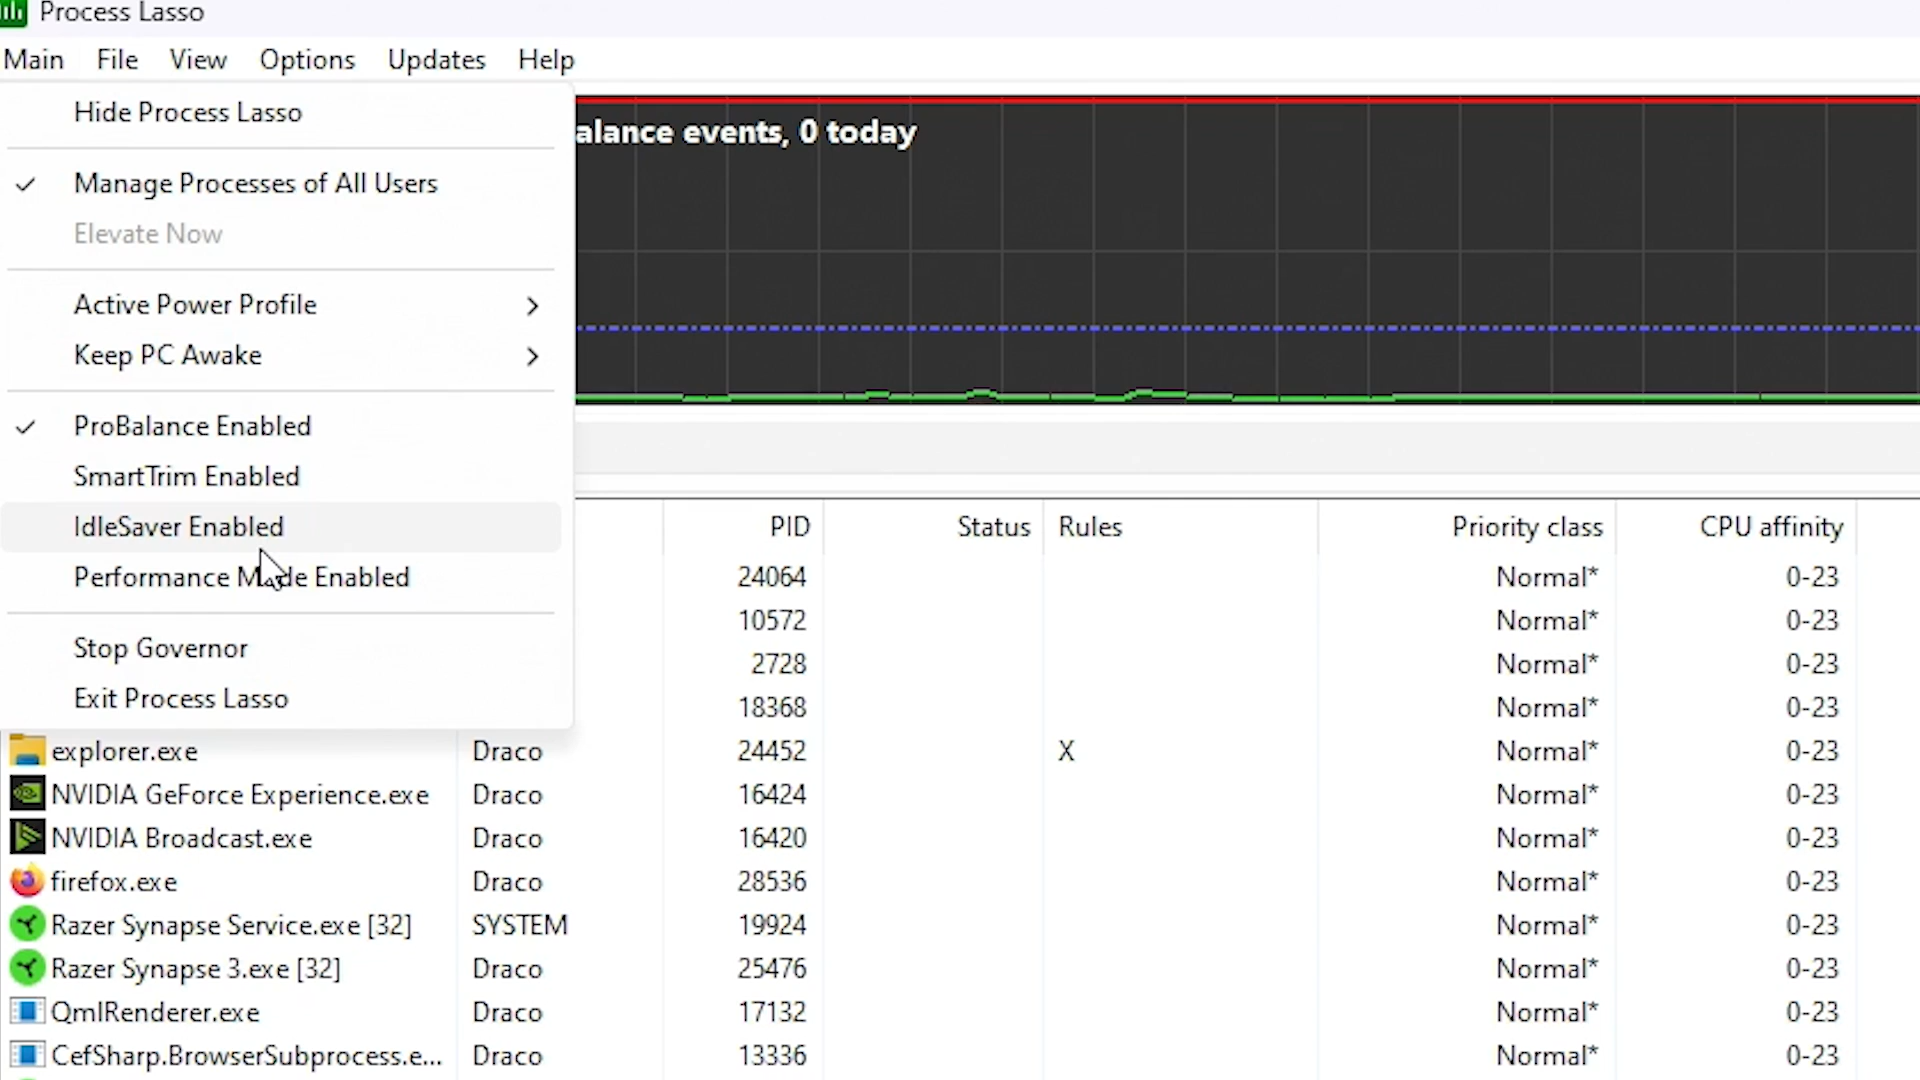 Process Lasso
Main File View Options Updates Help
Hide Process Lasso
alance events, 0 today
Manage Processes of All Users
Elevate Now
Active Power Profile
Keep PC Awake
ProBalance Enabled
SmartTrim Enabled
IdleSaver Enabled
Performance Mode Enabled
Stop Governor
Exit Process Lasso
PID Status Rules Priority class CPU affinity
24064 Normal* 0-23
10572 Normal* 0-23
2728 Normal* 0-23
18368 Normal* 0-23
explorer.exe Draco 24452 X Normal* 0-23
NVIDIA GeForce Experience.exe Draco 16424 Normal* 0-23
NVIDIA Broadcast.exe Draco 16420 Normal* 0-23
firefox.exe Draco 28536 Normal* 0-23
Razer Synapse Service.exe [32] SYSTEM 19924 Normal* 0-23
Razer Synapse 3.exe [32] Draco 25476 Normal* 0-23
QmlRenderer.exe Draco 17132 Normal* 0-23
CefSharp.BrowserSubprocess.e... Draco 13336 Normal* 0-23